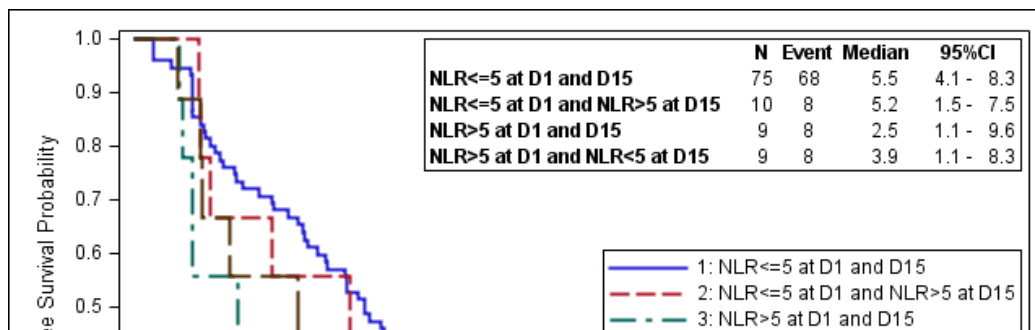 1.0
N Event Median 95%CI
NLR<=5 at D1 and D15 75 68 5.5 4.1 - 8.3
0.9
NLR<=5 at D1 and NLR>5 at D15 10 8 5.2 1.5 - 7.5
NLR>5 at D1 and D15 9 8 2.5 1.1 - 9.6
0.8
NLR>5 at D1 and NLR<5 at D15 9 8 3.9 1.1 - 8.3
0.7
0.6
0.5
Survival Probability
1: NLR<=5 at D1 and D15
2: NLR<=5 at D1 and NLR>5 at D15
3: NLR>5 at D1 and D15